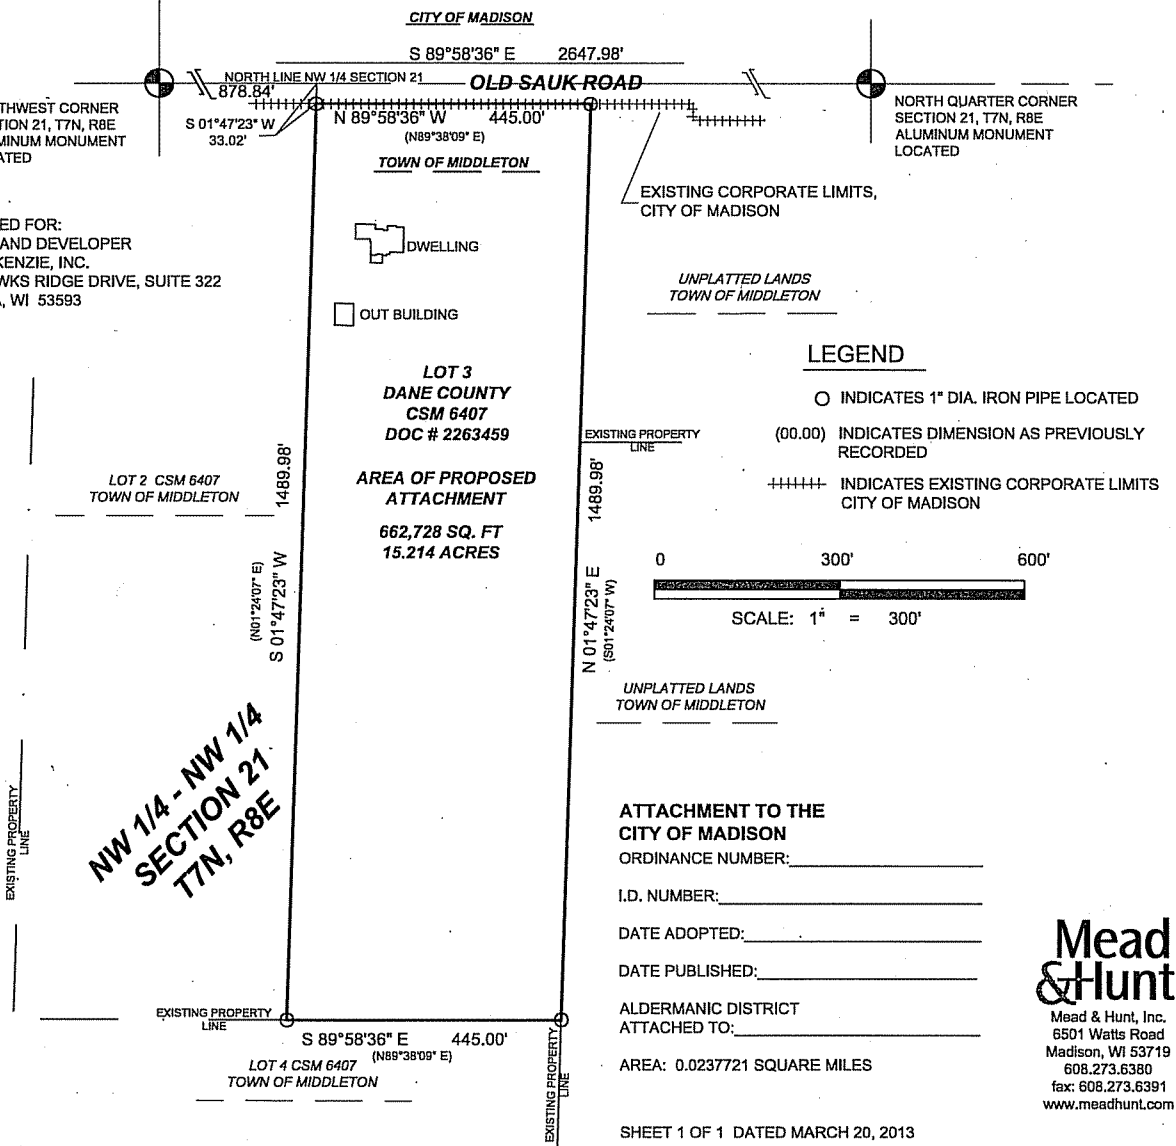 CITY OF MADISON
S 89°58'36" E 2647.98'
NORTH LINE NW 1/4 SECTION 21
OLD SAUK ROAD
878.84'
S 01°47'23" W
33.02'
N 89°58'36" W 445.00'
(N89°38'09" E)
TOWN OF MIDDLETON
THWEST CORNER
TION 21, T7N, R8E
MINUM MONUMENT
ATED
NORTH QUARTER CORNER
SECTION 21, T7N, R8E
ALUMINUM MONUMENT
LOCATED
EXISTING CORPORATE LIMITS,
CITY OF MADISON
ED FOR:
AND DEVELOPER
KENZIE, INC.
WKS RIDGE DRIVE, SUITE 322
, WI 53593
DWELLING
OUT BUILDING
UNPLATTED LANDS
TOWN OF MIDDLETON
LOT 3
DANE COUNTY
CSM 6407
DOC # 2263459
AREA OF PROPOSED
ATTACHMENT
662,728 SQ. FT
15.214 ACRES
LEGEND
INDICATES 1" DIA. IRON PIPE LOCATED
(00.00) INDICATES DIMENSION AS PREVIOUSLY
RECORDED
INDICATES EXISTING CORPORATE LIMITS
CITY OF MADISON
EXISTING PROPERTY
LINE
LOT 2 CSM 6407
TOWN OF MIDDLETON
1489.98'
S 01°47'23" W
(N01°24'07" E)
1489.98'
N 01°47'23" E
(S01°24'07" W)
0 300' 600'
SCALE: 1" = 300'
UNPLATTED LANDS
TOWN OF MIDDLETON
NW 1/4 - NW 1/4
SECTION 21
T7N, R8E
EXISTING PROPERTY
LINE
ATTACHMENT TO THE
CITY OF MADISON
ORDINANCE NUMBER:
I.D. NUMBER:
DATE ADOPTED:
DATE PUBLISHED:
ALDERMANIC DISTRICT
ATTACHED TO:
AREA: 0.0237721 SQUARE MILES
EXISTING PROPERTY
LINE
S 89°58'36" E 445.00'
(N89°38'09" E)
LOT 4 CSM 6407
TOWN OF MIDDLETON
EXISTING PROPERTY
LINE
Mead
&Hunt
Mead & Hunt, Inc.
6501 Watts Road
Madison, WI 53719
608.273.6380
fax: 608.273.6391
www.meadhunt.com
SHEET 1 OF 1 DATED MARCH 20, 2013